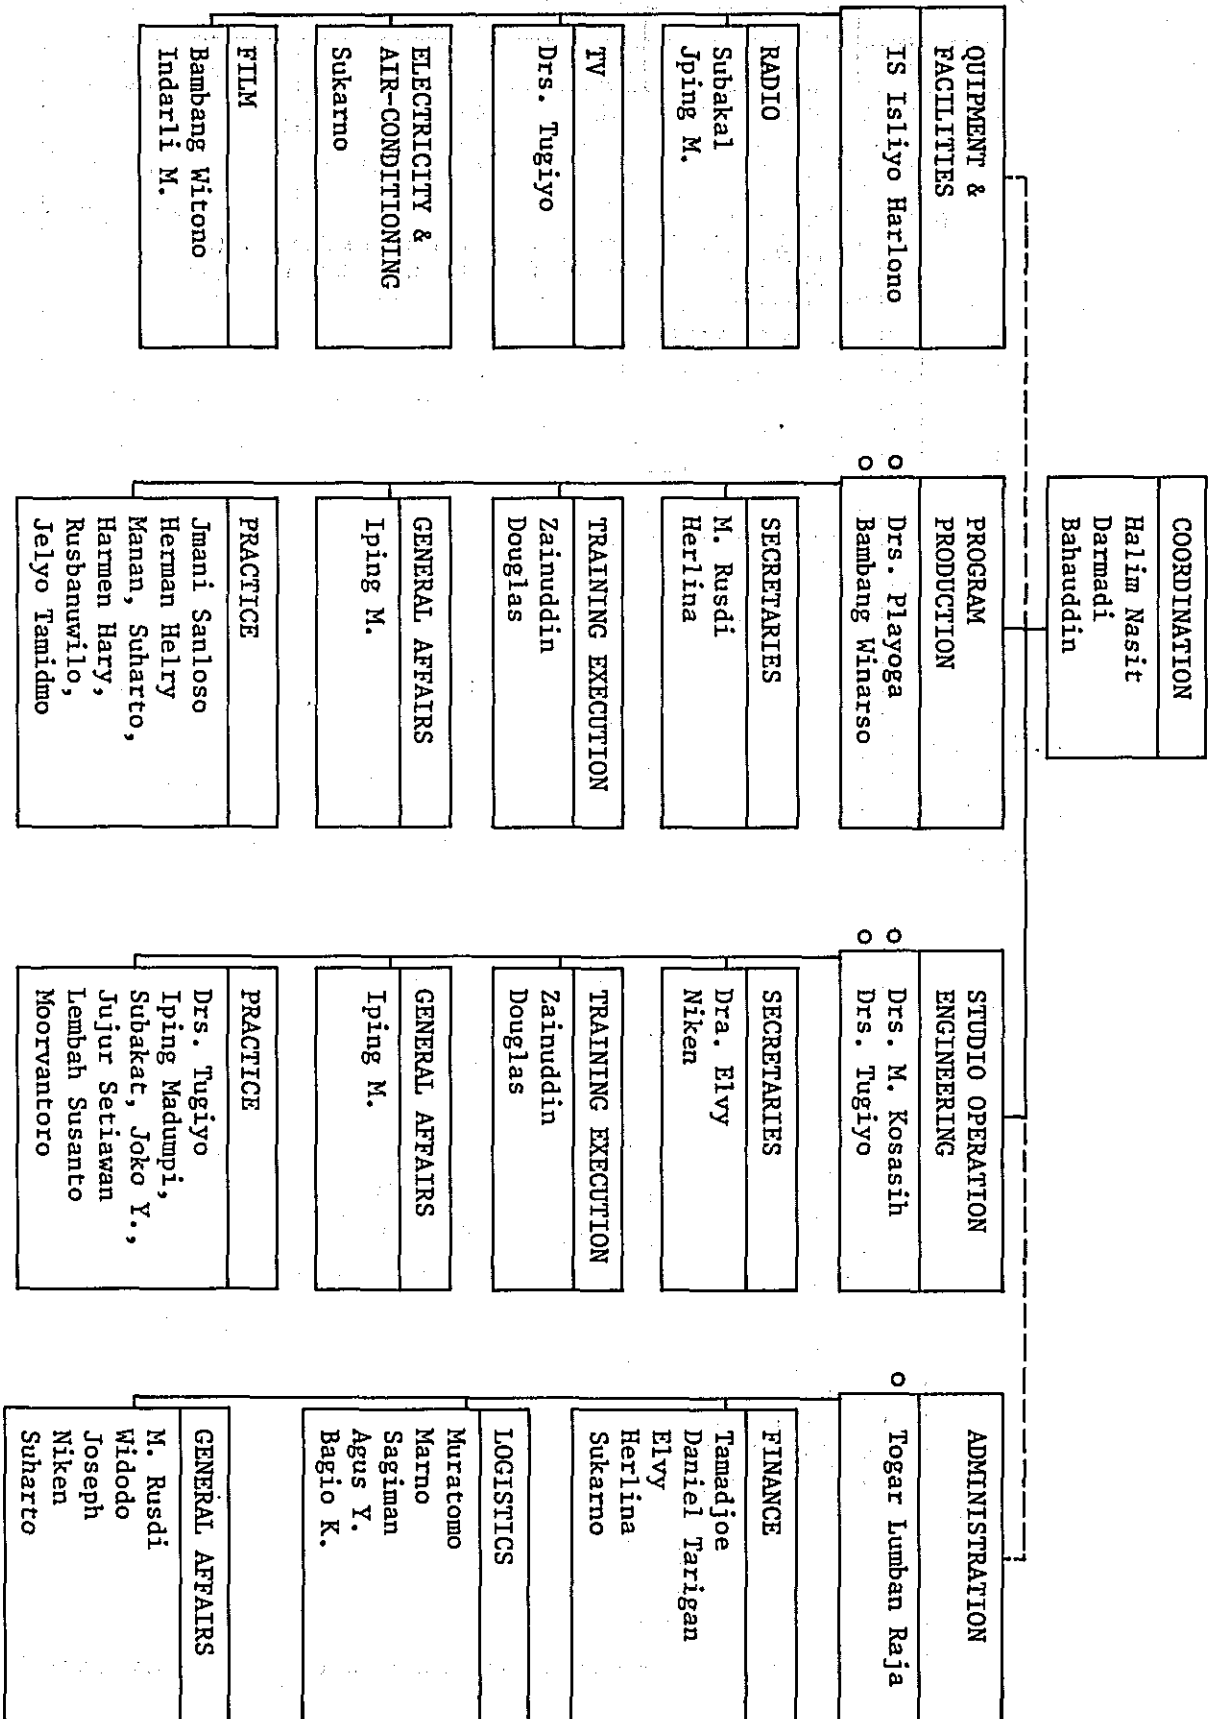 COORDINATION
Halim Nasit
Darmadi
Bahauddin
QUIPMENT &
FACILITIES
IS Isliyo Harlono
RADIO
Subakal
Jping M.
TV
Drs. Tugiyo
ELECTRICITY &
AIR-CONDITIONING
Sukarno
FILM
Bambang Witono
Indarli M.
PROGRAM
PRODUCTION
o Drs. Playoga
o Bambang Winarso
SECRETARIES
M. Rusdi
Herlina
TRAINING EXECUTION
Zainuddin
Douglas
GENERAL AFFAIRS
Iping M.
PRACTICE
Jmani Sanloso
Herman Helry
Manan, Suharto,
Harmen Hary,
Rusbanuwilo,
Jelyo Tamidmo
STUDIO OPERATION
ENGINEERING
o Drs. M. Kosasih
o Drs. Tugiyo
SECRETARIES
Dra. Elvy
Niken
TRAINING EXECUTION
Zainuddin
Douglas
GENERAL AFFAIRS
Iping M.
PRACTICE
Drs. Tugiyo
Iping Madumpi,
Subakat, Joko Y.,
Jujur Setiawan
Lembah Susanto
Moorvantoro
ADMINISTRATION
o Togar Lumban Raja
FINANCE
Tamadjoe
Daniel Tarigan
Elvy
Herlina
Sukarno
LOGISTICS
Muratomo
Marno
Sagiman
Agus Y.
Bagio K.
GENERAL AFFAIRS
M. Rusdi
Widodo
Joseph
Niken
Suharto